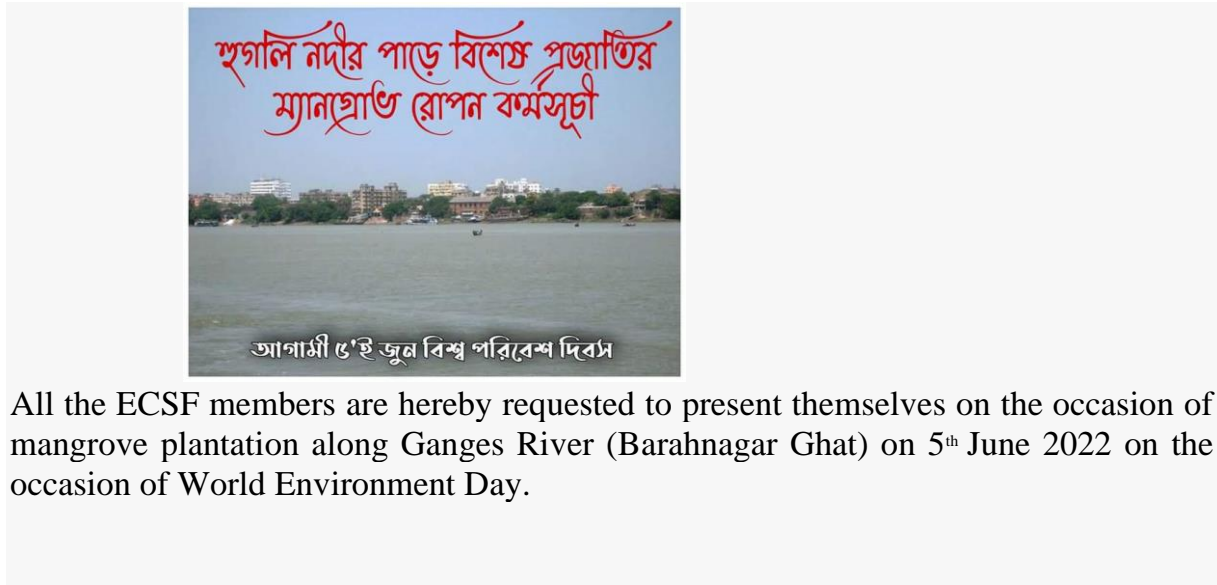 হুগলি নদীর পাড়ে বিশেষ প্রজাতির
ম্যানগ্রোভ রোপন কর্মসূচী
আগামী ৫'ই জুন বিশ্ব পরিবেশ দিবস
All the ECSF members are hereby requested to present themselves on the occasion of
mangrove plantation along Ganges River (Barahnagar Ghat) on 5th June 2022 on the
occasion of World Environment Day.